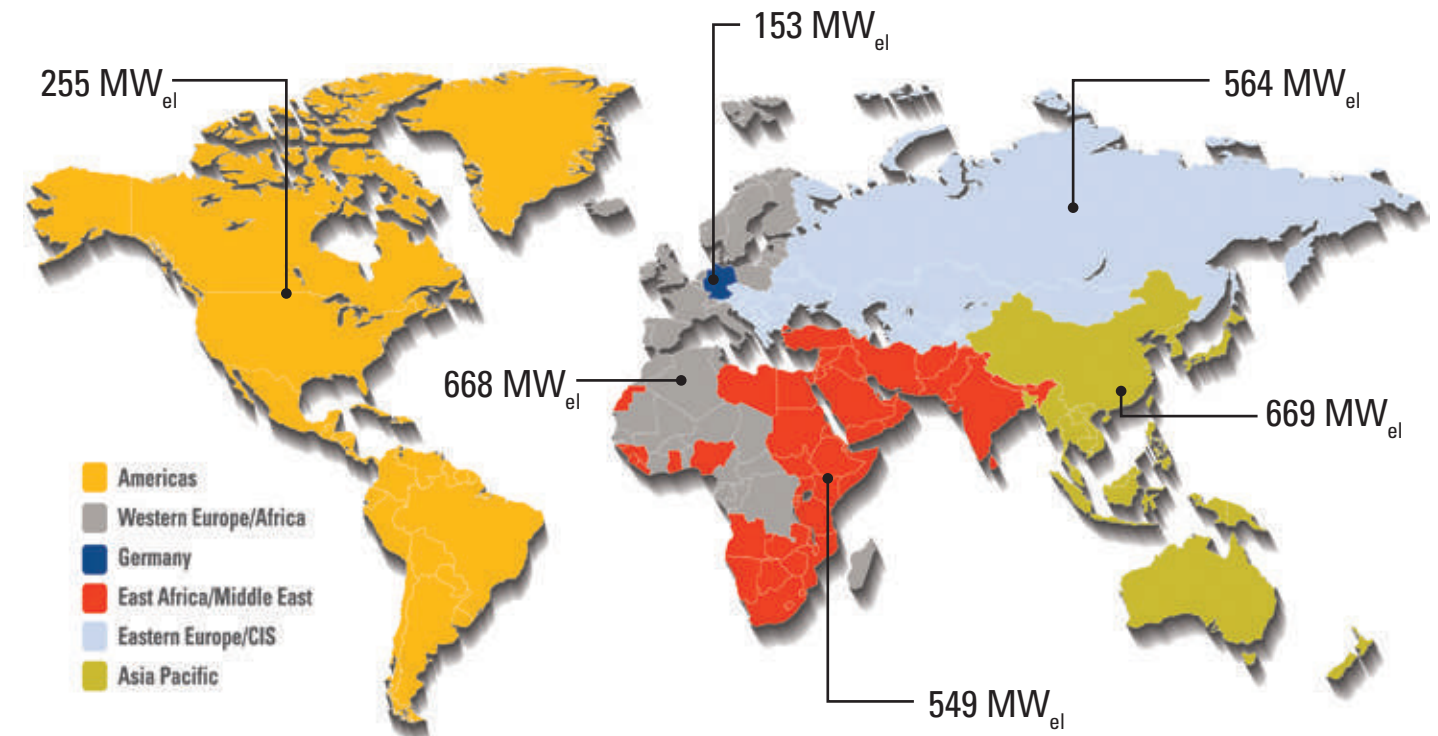 153 MWel
255 MWel
564 MWel
668 MWel
669 MWel
Americas
Western Europe/Africa
Germany
East Africa/Middle East
Eastern Europe/CIS
Asia Pacific
549 MWel